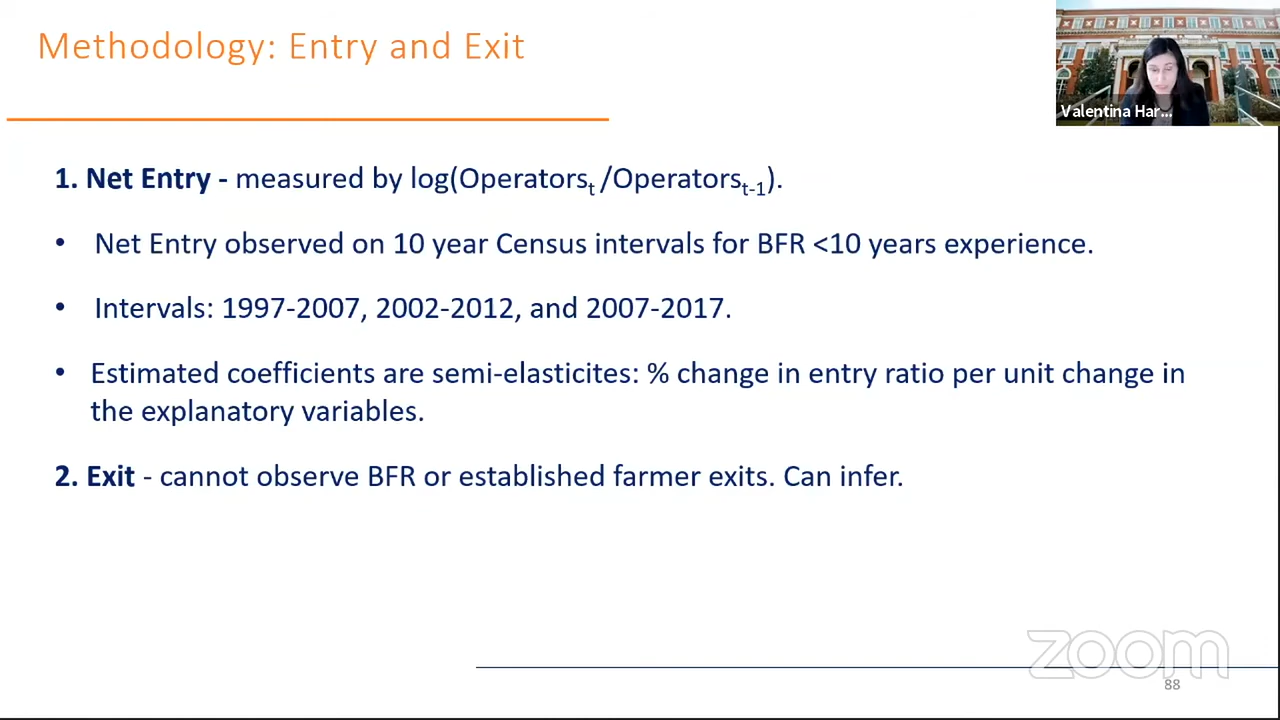 Methodology: Entry and Exit
Valentina Har...
1. Net Entry - measured by log(Operatorst /Operatorst-1).
• Net Entry observed on 10 year Census intervals for BFR <10 years experience.
• Intervals: 1997-2007, 2002-2012, and 2007-2017.
• Estimated coefficients are semi-elasticites: % change in entry ratio per unit change in
the explanatory variables.
2. Exit - cannot observe BFR or established farmer exits. Can infer.
zoom
88